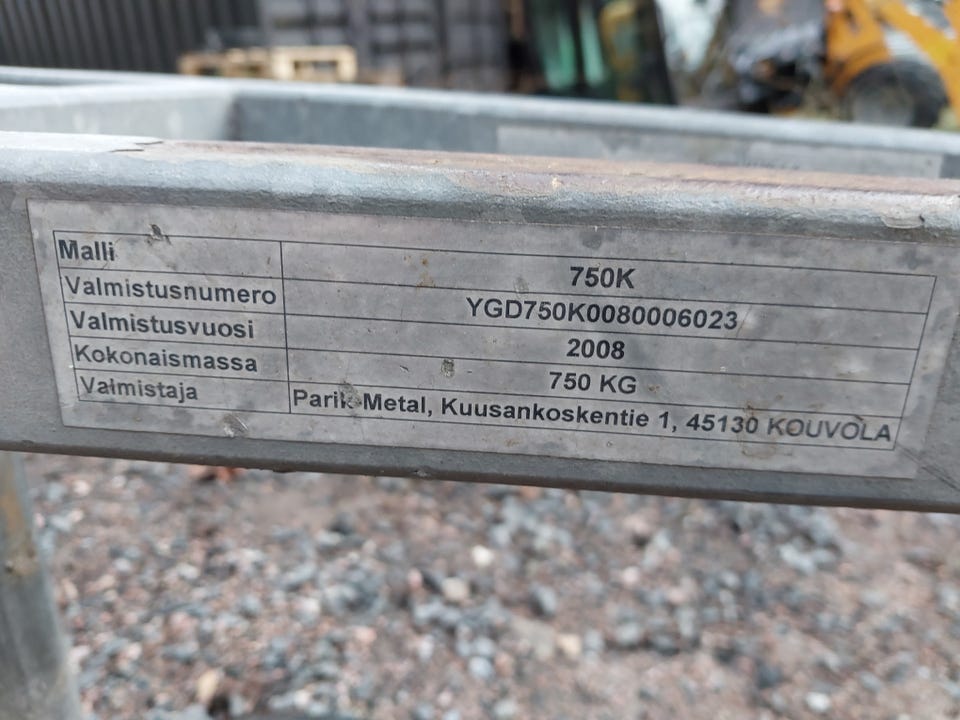 Malli 750K
Valmistusnumero YGD750K0080006023
Valmistusvuosi 2008
Kokonaismassa 750 KG
Valmistaja Parik-Metal, Kuusankoskentie 1, 45130 KOUVOLA